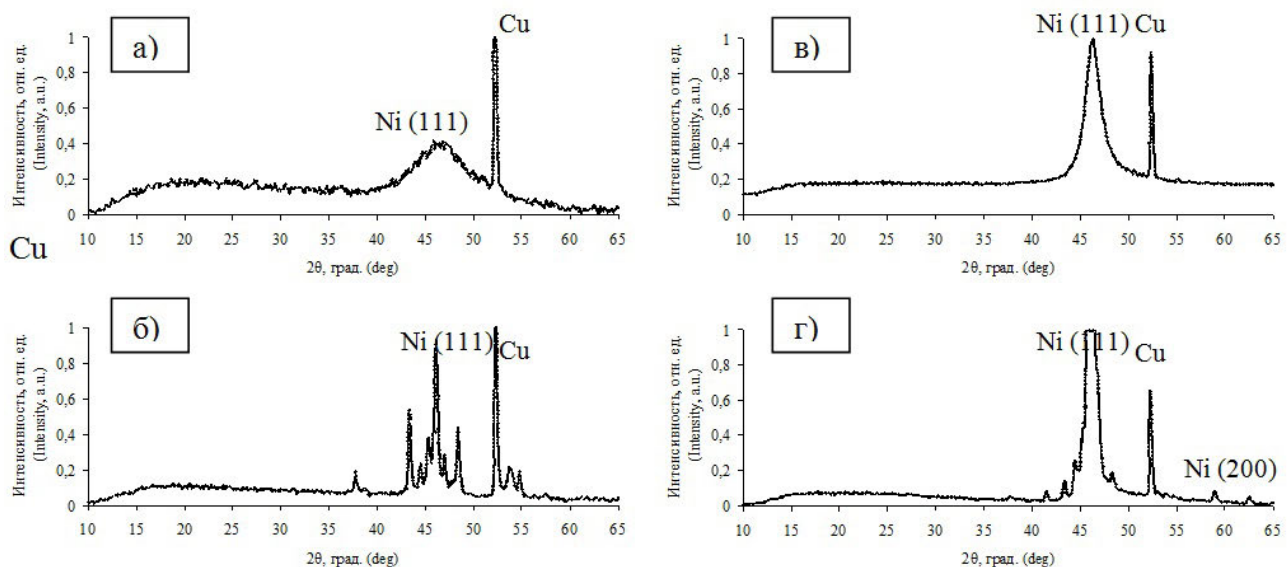 а)
Cu
Ni (111)
Интенсивность, отн. ед.
(Intensity, a.u.)
1
0,8
0,6
0,4
0,2
0
10 15 20 25 30 35 40 45 50 55 60 65
2θ, град. (deg)
в)
Ni (111) Cu
Интенсивность, отн. ед.
(Intensity, a.u.)
1
0,8
0,6
0,4
0,2
0
10 15 20 25 30 35 40 45 50 55 60 65
2θ, град. (deg)
Cu
б)
Ni (111) Cu
Интенсивность, отн. ед.
(Intensity, a.u.)
1
0,8
0,6
0,4
0,2
0
10 15 20 25 30 35 40 45 50 55 60 65
2θ, град. (deg)
г)
Ni (111) Cu
Ni (200)
Интенсивность, отн. ед.
(Intensity, a.u.)
1
0,8
0,6
0,4
0,2
0
10 15 20 25 30 35 40 45 50 55 60 65
2θ, град. (deg)